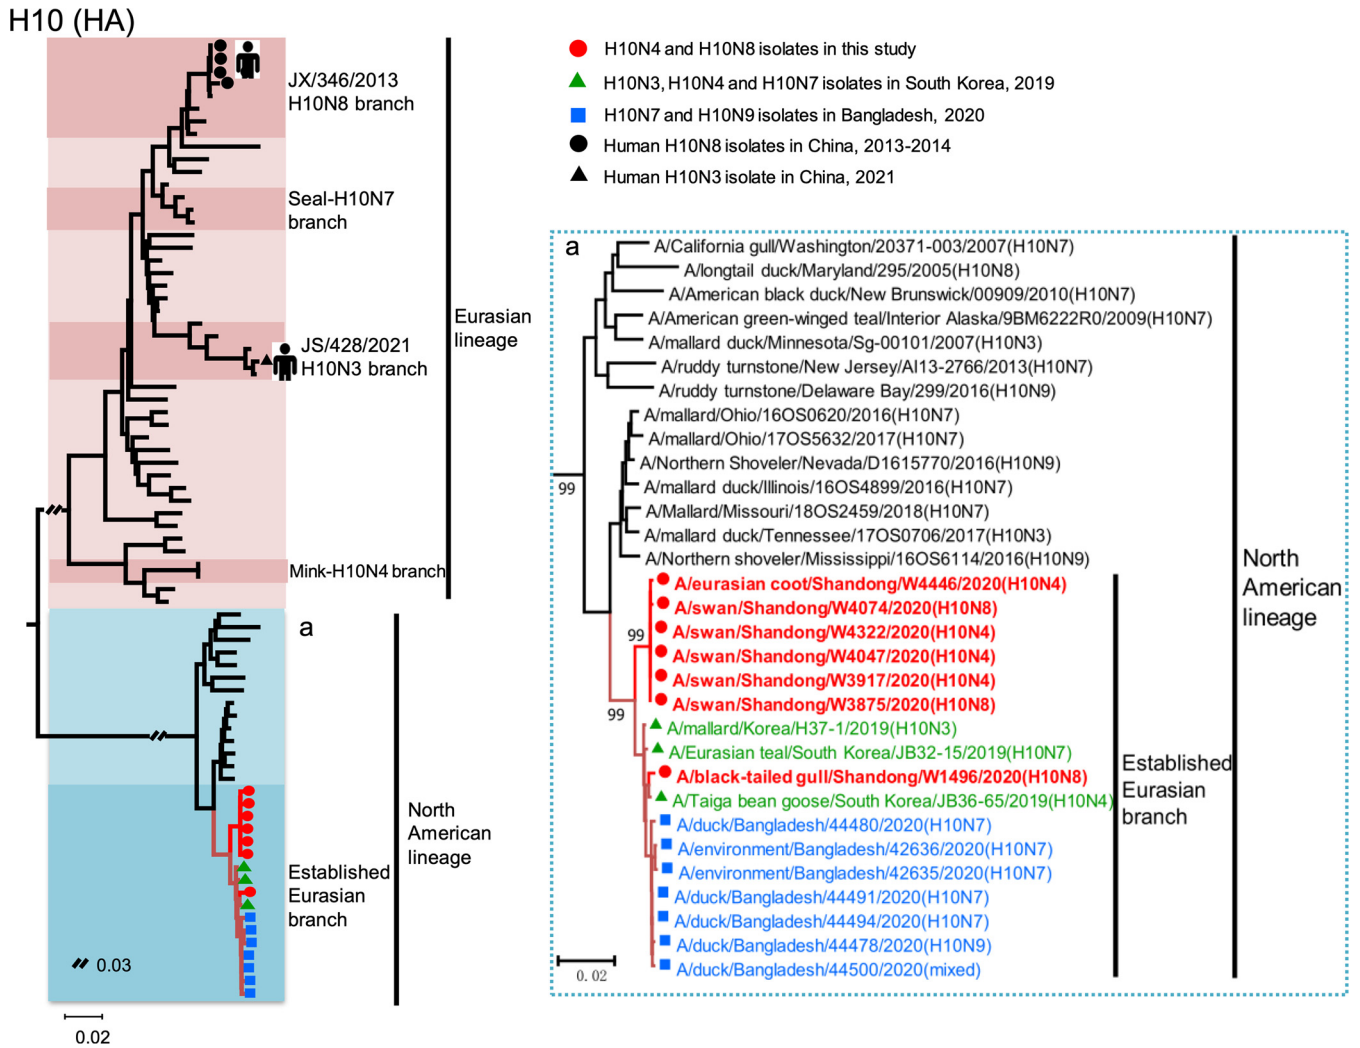 H10 (HA)
JX/346/2013
H10N8 branch
Seal-H10N7
branch
JS/428/2021
H10N3 branch
Eurasian
lineage
Mink-H10N4 branch
a
North
American
lineage
Established
Eurasian
branch
0.03
0.02
H10N4 and H10N8 isolates in this study
H10N3, H10N4 and H10N7 isolates in South Korea, 2019
H10N7 and H10N9 isolates in Bangladesh, 2020
Human H10N8 isolates in China, 2013-2014
Human H10N3 isolate in China, 2021
a
A/California gull/Washington/20371-003/2007(H10N7)
A/longtail duck/Maryland/295/2005(H10N8)
A/American black duck/New Brunswick/00909/2010(H10N7)
A/American green-winged teal/Interior Alaska/9BM6222R0/2009(H10N7)
A/mallard duck/Minnesota/Sg-00101/2007(H10N3)
A/ruddy turnstone/New Jersey/AI13-2766/2013(H10N7)
A/ruddy turnstone/Delaware Bay/299/2016(H10N9)
A/mallard/Ohio/16OS0620/2016(H10N7)
A/mallard/Ohio/17OS5632/2017(H10N7)
A/Northern Shoveler/Nevada/D1615770/2016(H10N9)
99
A/mallard duck/Illinois/16OS4899/2016(H10N7)
A/Mallard/Missouri/18OS2459/2018(H10N7)
A/mallard duck/Tennessee/17OS0706/2017(H10N3)
A/Northern shoveler/Mississippi/16OS6114/2016(H10N9)
A/eurasian coot/Shandong/W4446/2020(H10N4)
A/swan/Shandong/W4074/2020(H10N8)
99
A/swan/Shandong/W4322/2020(H10N4)
A/swan/Shandong/W4047/2020(H10N4)
A/swan/Shandong/W3917/2020(H10N4)
A/swan/Shandong/W3875/2020(H10N8)
99
A/mallard/Korea/H37-1/2019(H10N3)
A/Eurasian teal/South Korea/JB32-15/2019(H10N7)
A/black-tailed gull/Shandong/W1496/2020(H10N8)
A/Taiga bean goose/South Korea/JB36-65/2019(H10N4)
A/duck/Bangladesh/44480/2020(H10N7)
A/environment/Bangladesh/42636/2020(H10N7)
A/environment/Bangladesh/42635/2020(H10N7)
A/duck/Bangladesh/44491/2020(H10N7)
A/duck/Bangladesh/44494/2020(H10N7)
A/duck/Bangladesh/44478/2020(H10N9)
A/duck/Bangladesh/44500/2020(mixed)
0.02
Established
Eurasian
branch
North
American
lineage